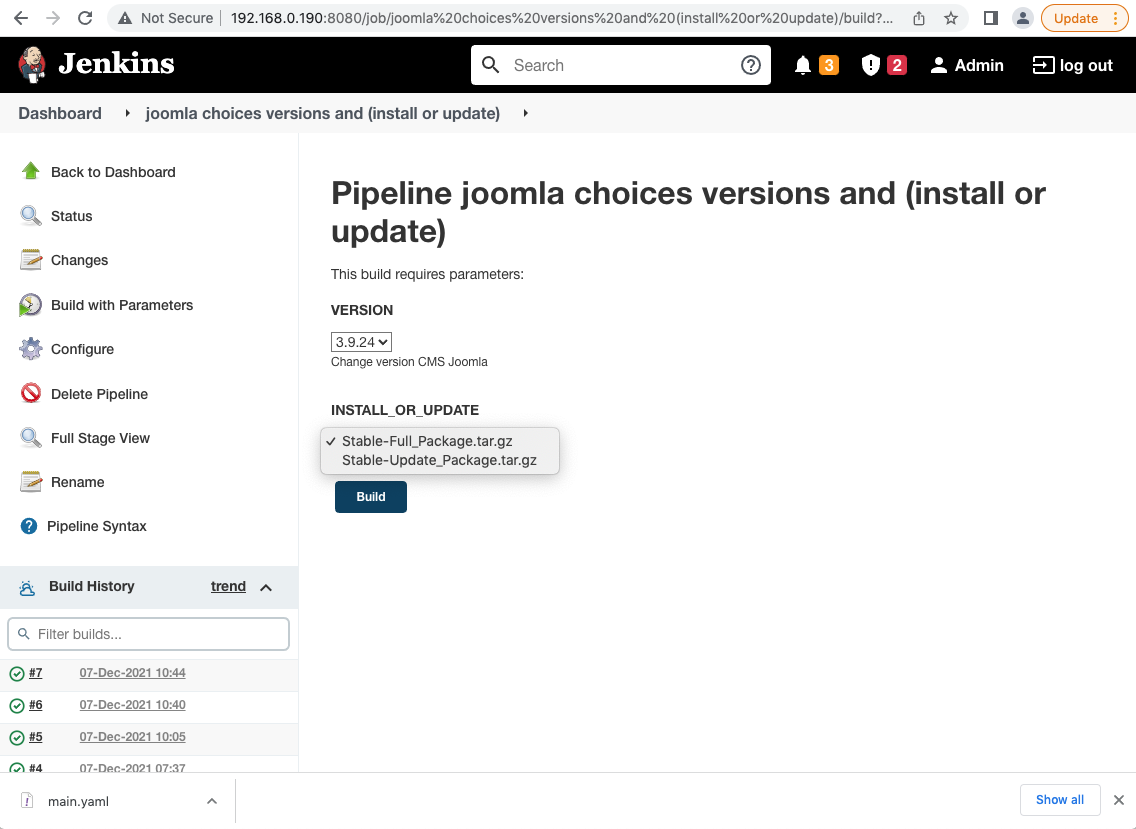 Not Secure 192.168.0.190:8080/job/joomla%20choices%20versions%20and%20(install%20or%20update)/build?... Update
Jenkins Search 3 2 Admin log out
Dashboard joomla choices versions and (install or update)
Back to Dashboard
Status
Changes
Build with Parameters
Configure
Delete Pipeline
Full Stage View
Rename
Pipeline Syntax
Pipeline joomla choices versions and (install or
update)
This build requires parameters:
VERSION
3.9.24
Change version CMS Joomla
INSTALL_OR_UPDATE
✓ Stable-Full_Package.tar.gz
Stable-Update_Package.tar.gz
Build
Build History trend
Filter builds...
#7 07-Dec-2021 10:44
#6 07-Dec-2021 10:40
#5 07-Dec-2021 10:05
#4 07-Dec-2021 07:37
main.yaml Show all